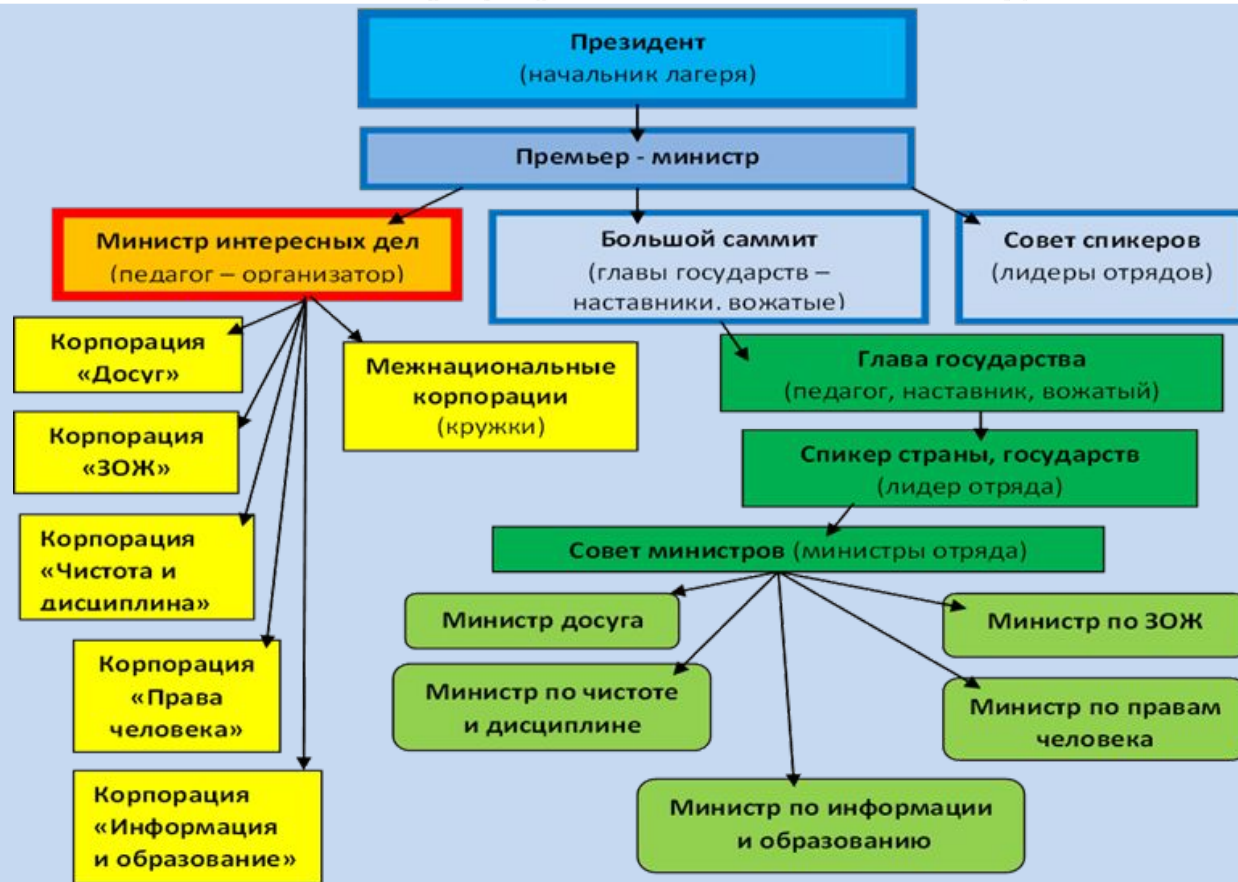 Президент
(начальник лагеря)
Премьер - министр
Министр интересных дел
(педагог – организатор)
Большой саммит
(главы государств –
наставники, вожатые)
Совет спикеров
(лидеры отрядов)
Корпорация
«Досуг»
Межнациональные
корпорации
(кружки)
Глава государства
(педагог, наставник, вожатый)
Корпорация
«ЗОЖ»
Спикер страны, государств
(лидер отряда)
Корпорация
«Чистота и
дисциплина»
Совет министров (министры отряда)
Министр досуга
Министр по ЗОЖ
Корпорация
«Права
человека»
Министр по чистоте
и дисциплине
Министр по правам
человека
Корпорация
«Информация
и образование»
Министр по информации
и образованию